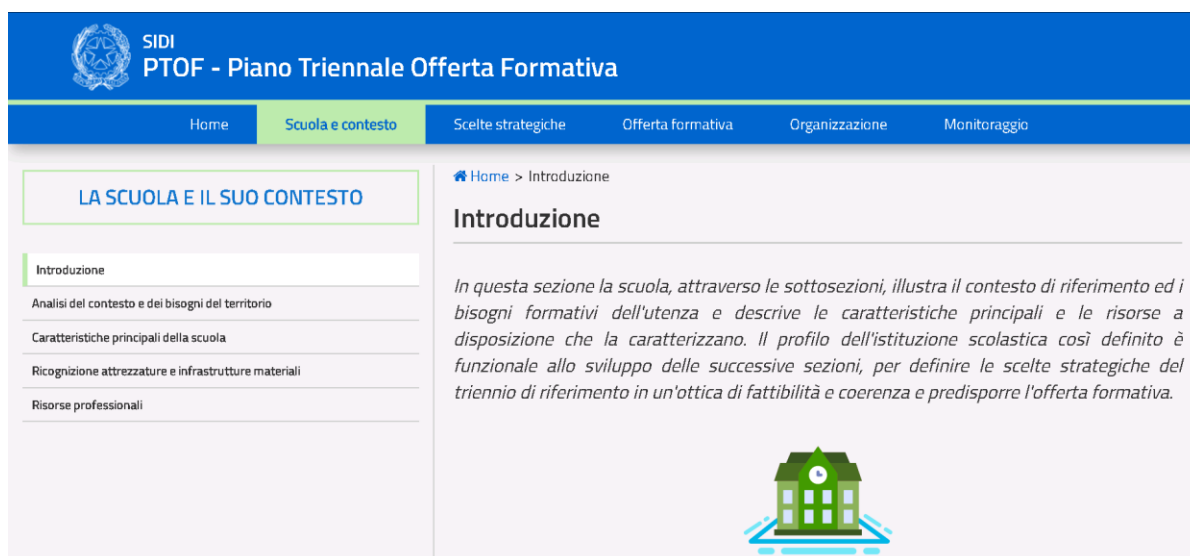 SIDI
PTOF - Piano Triennale Offerta Formativa
Home Scuola e contesto Scelte strategiche Offerta formativa Organizzazione Monitoraggio
LA SCUOLA E IL SUO CONTESTO
Introduzione
Analisi del contesto e dei bisogni del territorio
Caratteristiche principali della scuola
Ricognizione attrezzature e infrastrutture materiali
Risorse professionali
Home > Introduzione
Introduzione
In questa sezione la scuola, attraverso le sottosezioni, illustra il contesto di riferimento ed i
bisogni formativi dell'utenza e descrive le caratteristiche principali e le risorse a
disposizione che la caratterizzano. Il profilo dell'istituzione scolastica così definito è
funzionale allo sviluppo delle successive sezioni, per definire le scelte strategiche del
triennio di riferimento in un'ottica di fattibilità e coerenza e predisporre l'offerta formativa.